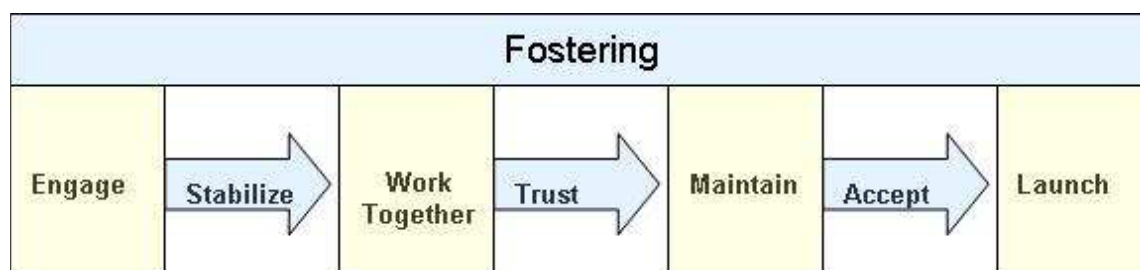 Fostering
Engage
Stabilize
Work
Together
Trust
Maintain
Accept
Launch